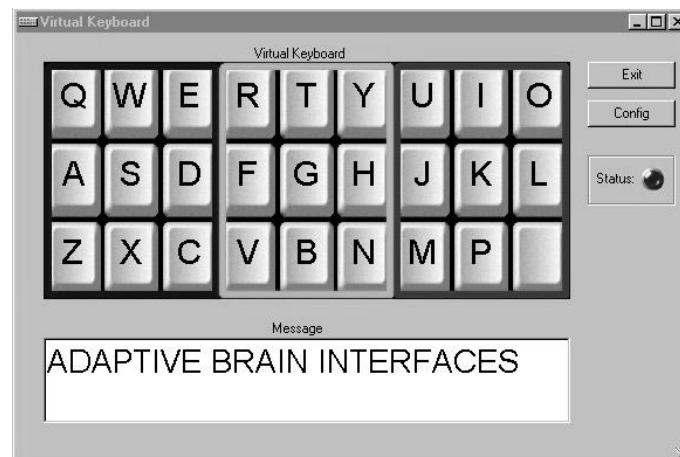 Virtual Keyboard
Virtual Keyboard
Q W E R T Y U I O
A S D F G H J K L
Z X C V B N M P
Exit
Config
Status:
Message
ADAPTIVE BRAIN INTERFACES